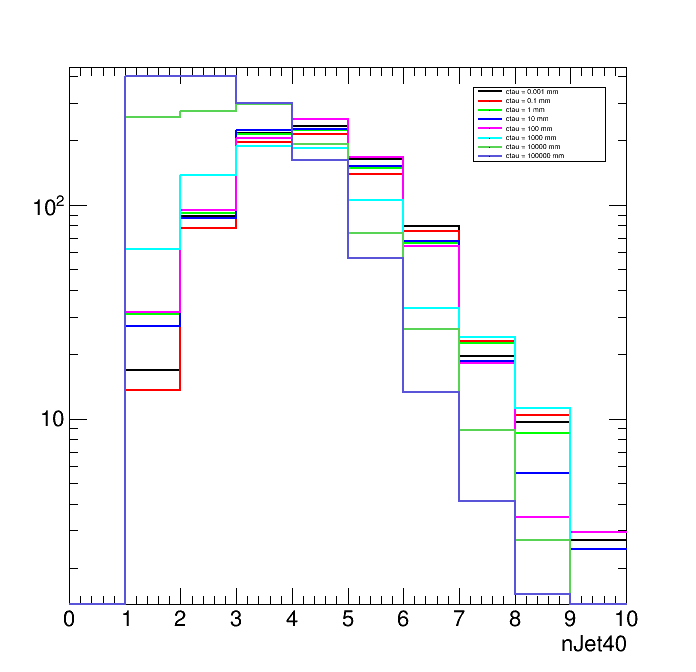 ctau = 0.001 mm
ctau = 0.1 mm
ctau = 1 mm
ctau = 10 mm
ctau = 100 mm
ctau = 1000 mm
ctau = 10000 mm
ctau = 100000 mm
10²
10
0 1 2 3 4 5 6 7 8 9 10
nJet40